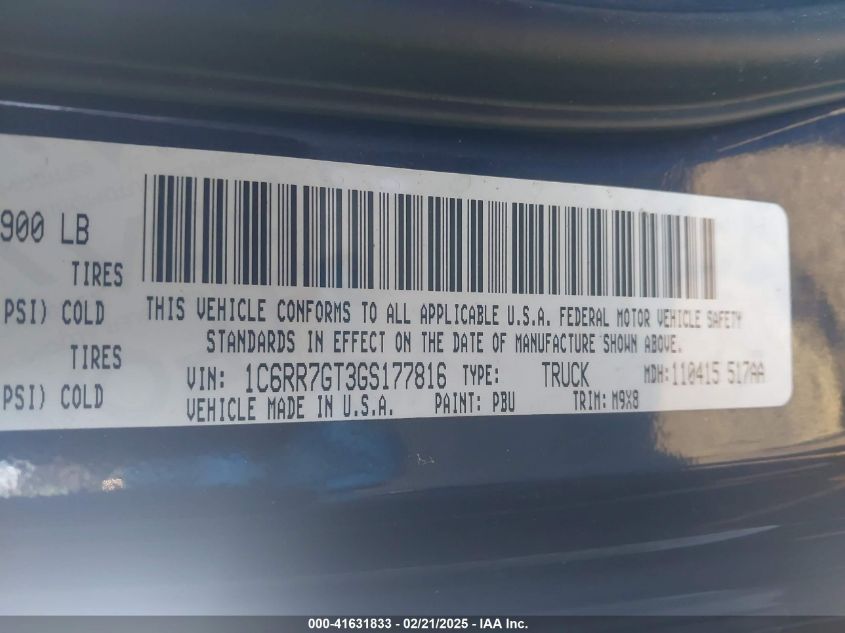 900 LB
TIRES
PSI) COLD
TIRES
PSI) COLD
THIS VEHICLE CONFORMS TO ALL APPLICABLE U.S.A. FEDERAL MOTOR VEHICLE SAFETY
STANDARDS IN EFFECT ON THE DATE OF MANUFACTURE SHOWN ABOVE.
VIN: 1C6RR7GT3GS177816 TYPE: TRUCK MDH: 110415 517AA
VEHICLE MADE IN U.S.A. PAINT: PBU TRIM: M9X8
000-41631833 - 02/21/2025 - IAA Inc.